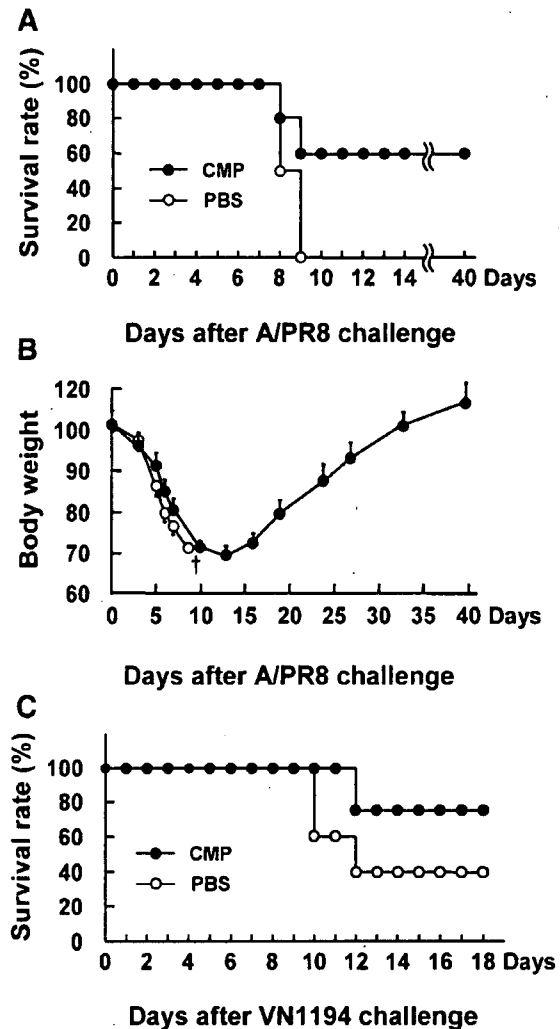 A
Survival rate (%)
100
80
60
40
20
0
CMP
PBS
0 2 4 6 8 10 12 14 40 Days
Days after A/PR8 challenge
B
Body weight
120
100
90
80
70
60
†
0 5 10 15 20 25 30 35 40 Days
Days after A/PR8 challenge
C
Survival rate (%)
100
80
60
40
20
0
CMP
PBS
0 2 4 6 8 10 12 14 16 18 Days
Days after VN1194 challenge